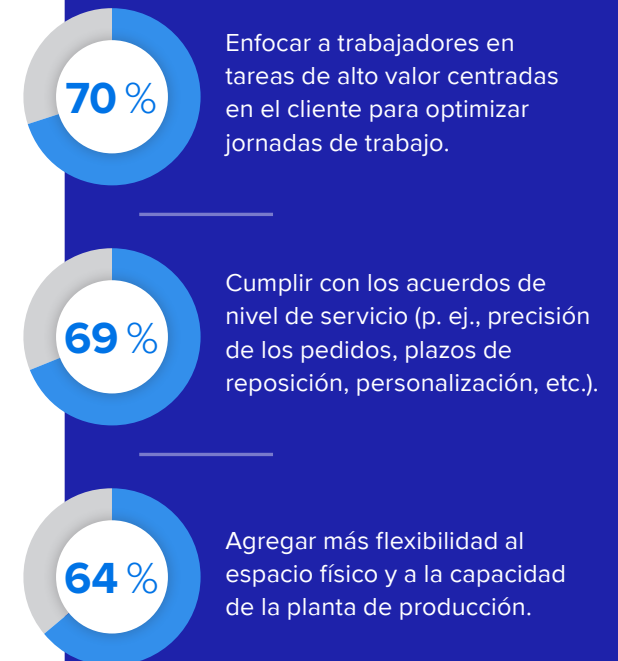 70 %
Enfocar a trabajadores en
tareas de alto valor centradas
en el cliente para optimizar
jornadas de trabajo.
69 %
Cumplir con los acuerdos de
nivel de servicio (p. ej., precisión
de los pedidos, plazos de
reposición, personalización, etc.).
64 %
Agregar más flexibilidad al
espacio físico y a la capacidad
de la planta de producción.